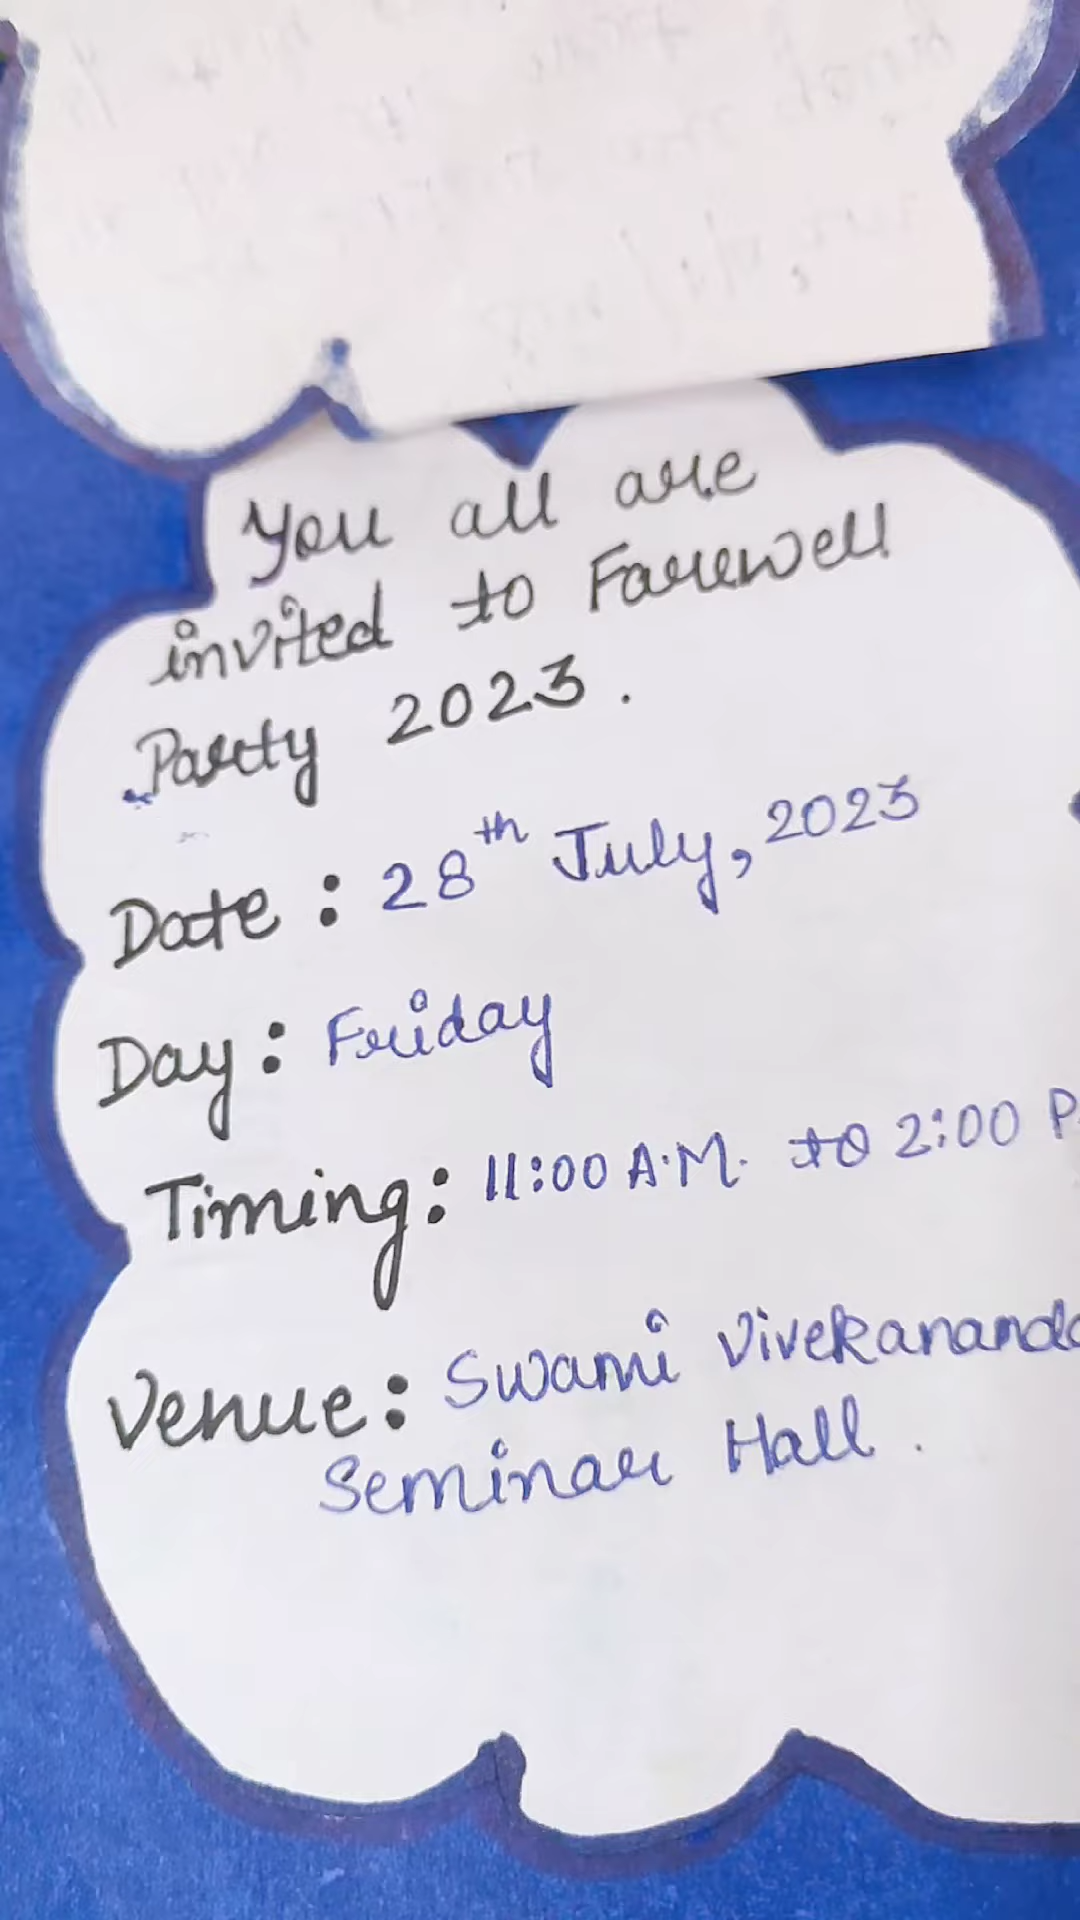 You all are
invited to Farewell
Party 2023.
Date : 28th July, 2023
Day : Friday
Timing : 11:00 A.M. to 2:00 P
Venue : Swami Vivekananda
Seminar Hall.